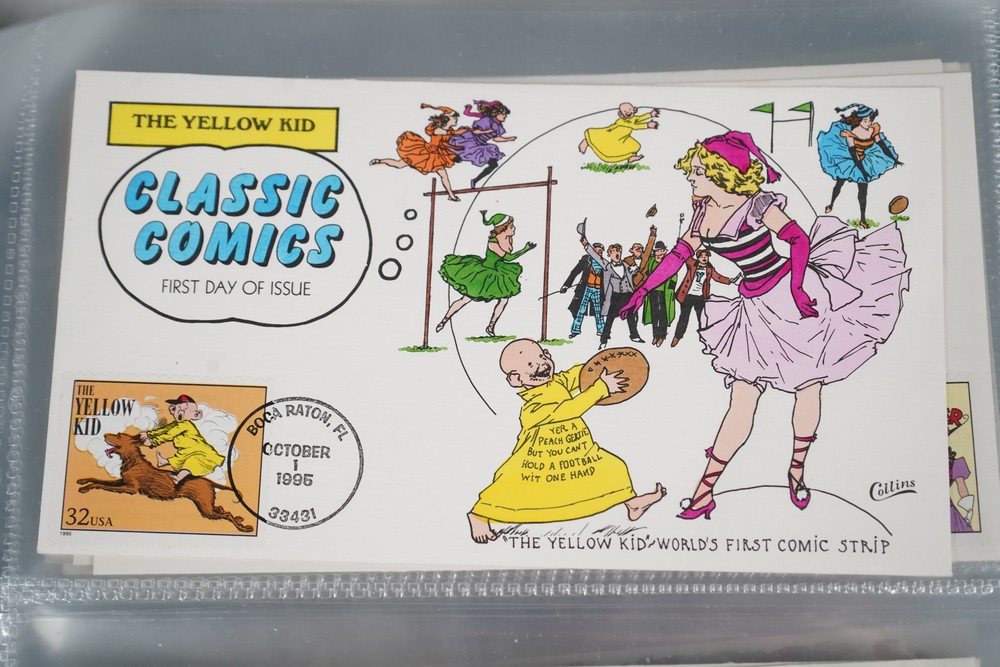 THE YELLOW KID
CLASSIC
COMICS
FIRST DAY OF ISSUE
THE
YELLOW
KID
32USA
1995
BOCA RATON, FL
OCTOBER
1
1995
33431
YER A
PEACH GERTIE
BUT YOU CAN'T
HOLD A FOOTBALL
WIT ONE HAND
Collins
"THE YELLOW KID"~WORLD'S FIRST COMIC STRIP